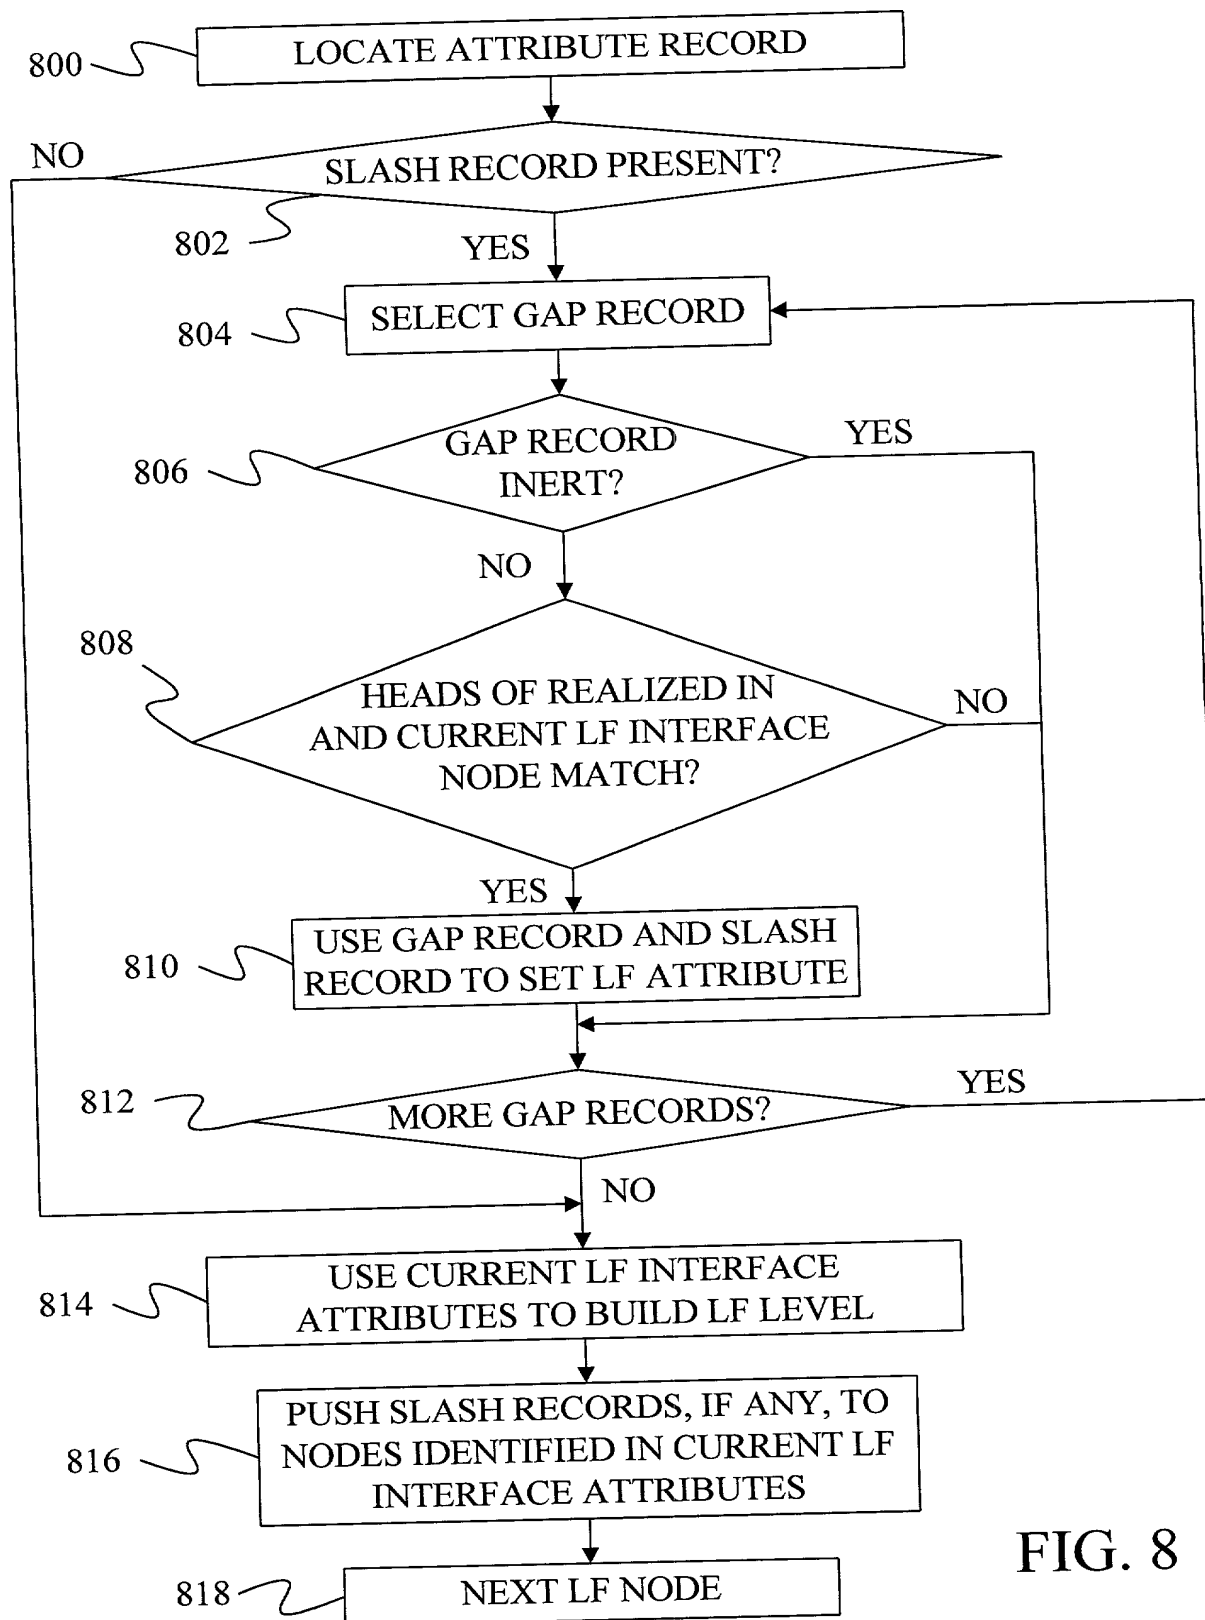 800
LOCATE ATTRIBUTE RECORD
NO
SLASH RECORD PRESENT?
802
YES
804
SELECT GAP RECORD
806
GAP RECORD
INERT?
YES
NO
808
HEADS OF REALIZED IN
AND CURRENT LF INTERFACE
NODE MATCH?
NO
YES
810
USE GAP RECORD AND SLASH
RECORD TO SET LF ATTRIBUTE
812
MORE GAP RECORDS?
YES
NO
814
USE CURRENT LF INTERFACE
ATTRIBUTES TO BUILD LF LEVEL
816
PUSH SLASH RECORDS, IF ANY, TO
NODES IDENTIFIED IN CURRENT LF
INTERFACE ATTRIBUTES
818
NEXT LF NODE
FIG. 8